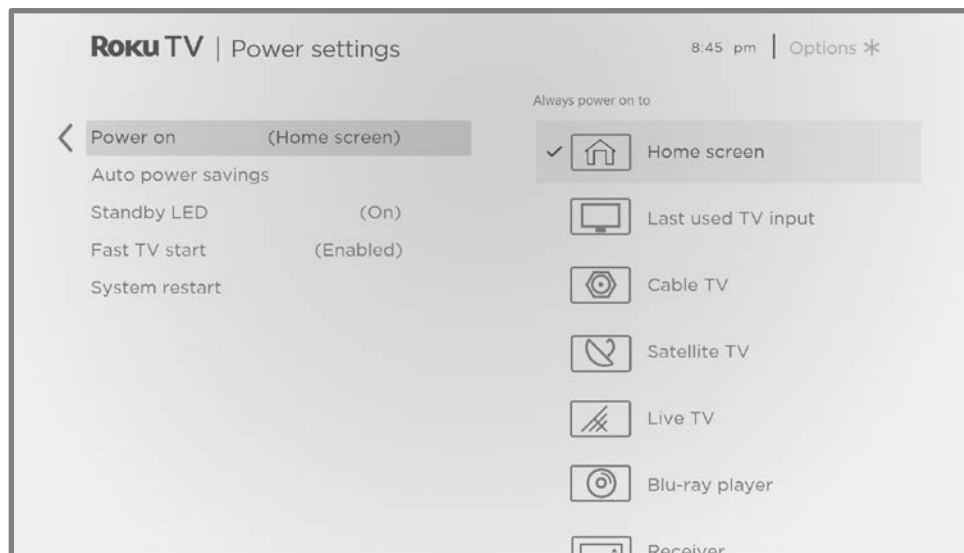 Roku TV | Power settings
8:45 pm | Options
Always power on to
Power on (Home screen)
Auto power savings
Standby LED (On)
Fast TV start (Enabled)
System restart
Home screen
Last used TV input
Cable TV
Satellite TV
Live TV
Blu-ray player
Receiver